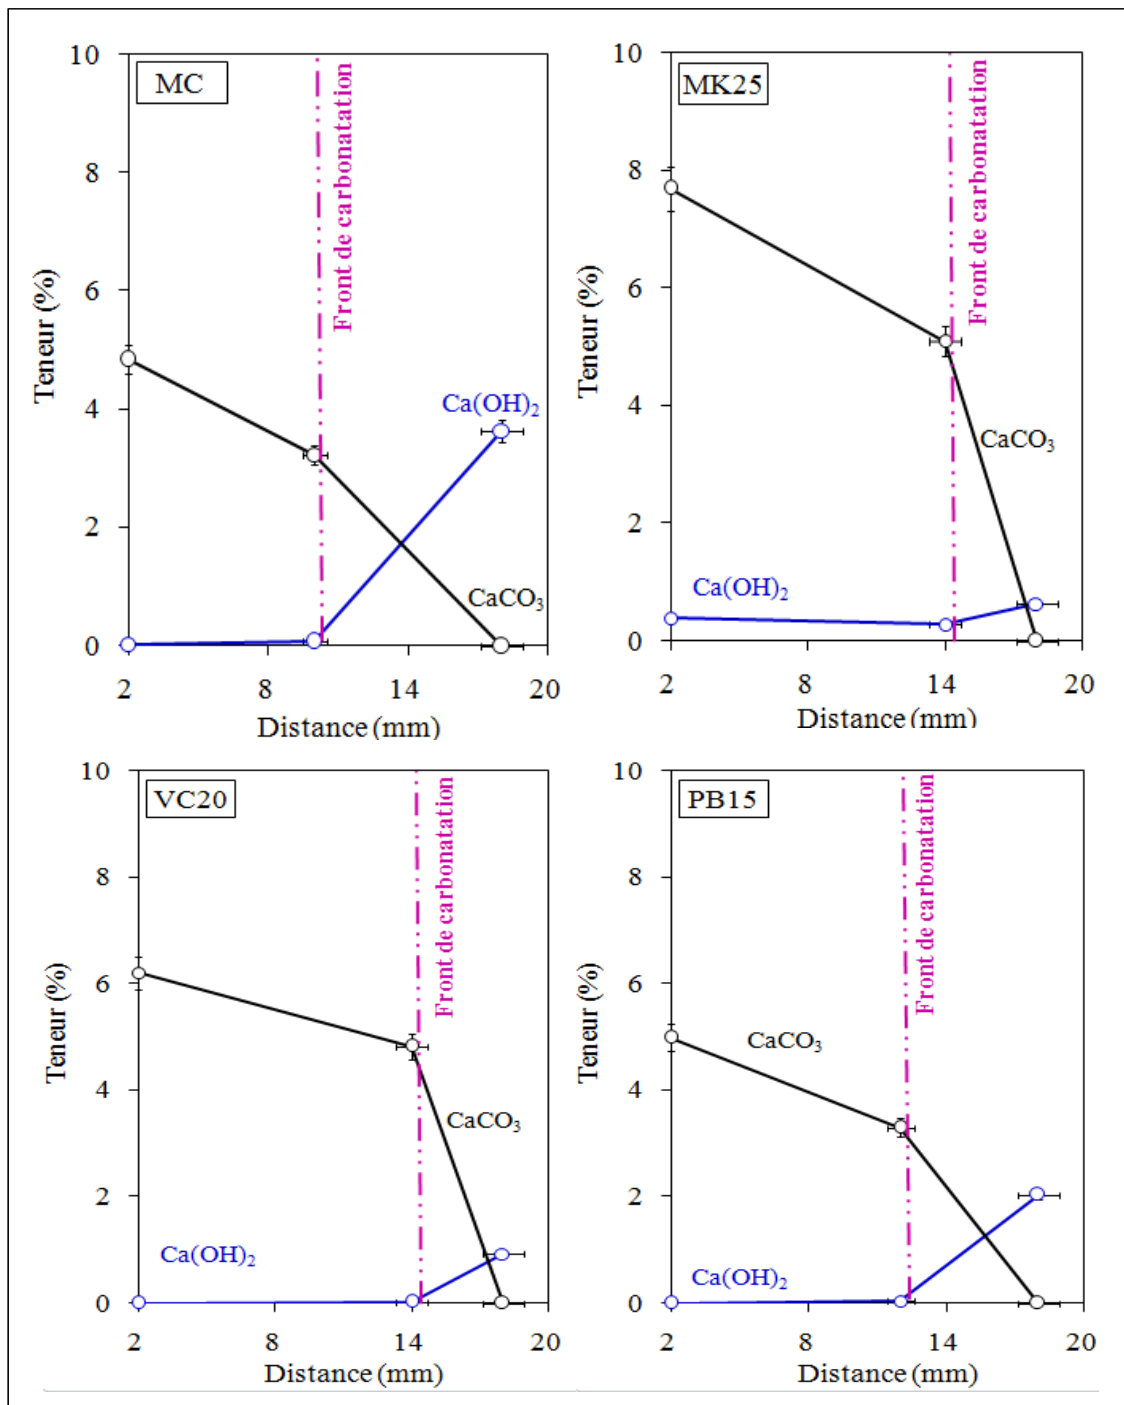 MC
10
8
6
4
2
0
Teneur (%)
Front de carbonatation
Ca(OH)2
CaCO3
2 8 14 20
Distance (mm)
MK25
10
8
6
4
2
0
Teneur (%)
Front de carbonatation
CaCO3
Ca(OH)2
2 8 14 20
Distance (mm)
VC20
10
8
6
4
2
0
Teneur (%)
Front de carbonatation
CaCO3
Ca(OH)2
2 8 14 20
Distance (mm)
PB15
10
8
6
4
2
0
Teneur (%)
Front de carbonatation
CaCO3
Ca(OH)2
2 8 14 20
Distance (mm)